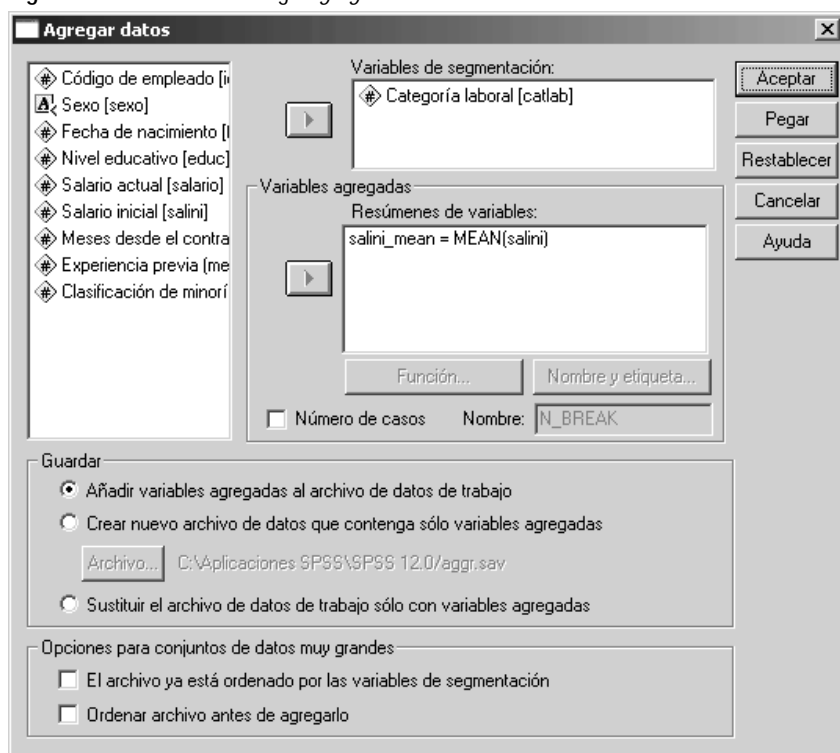 Agregar datos
Código de empleado [i
Sexo [sexo]
Fecha de nacimiento [
Nivel educativo [educ]
Salario actual [salario]
Salario inicial [salini]
Meses desde el contra
Experiencia previa (me
Clasificación de minorí
Variables de segmentación:
Categoría laboral [catlab]
Variables agregadas
Resúmenes de variables:
salini_mean = MEAN(salini)
Función...
Nombre y etiqueta...
Número de casos
Nombre:
N_BREAK
Aceptar
Pegar
Restablecer
Cancelar
Ayuda
Guardar
Añadir variables agregadas al archivo de datos de trabajo
Crear nuevo archivo de datos que contenga sólo variables agregadas
Archivo...
C:\Aplicaciones SPSS\SPSS 12.0/aggr.sav
Sustituir el archivo de datos de trabajo sólo con variables agregadas
Opciones para conjuntos de datos muy grandes
El archivo ya está ordenado por las variables de segmentación
Ordenar archivo antes de agregarlo